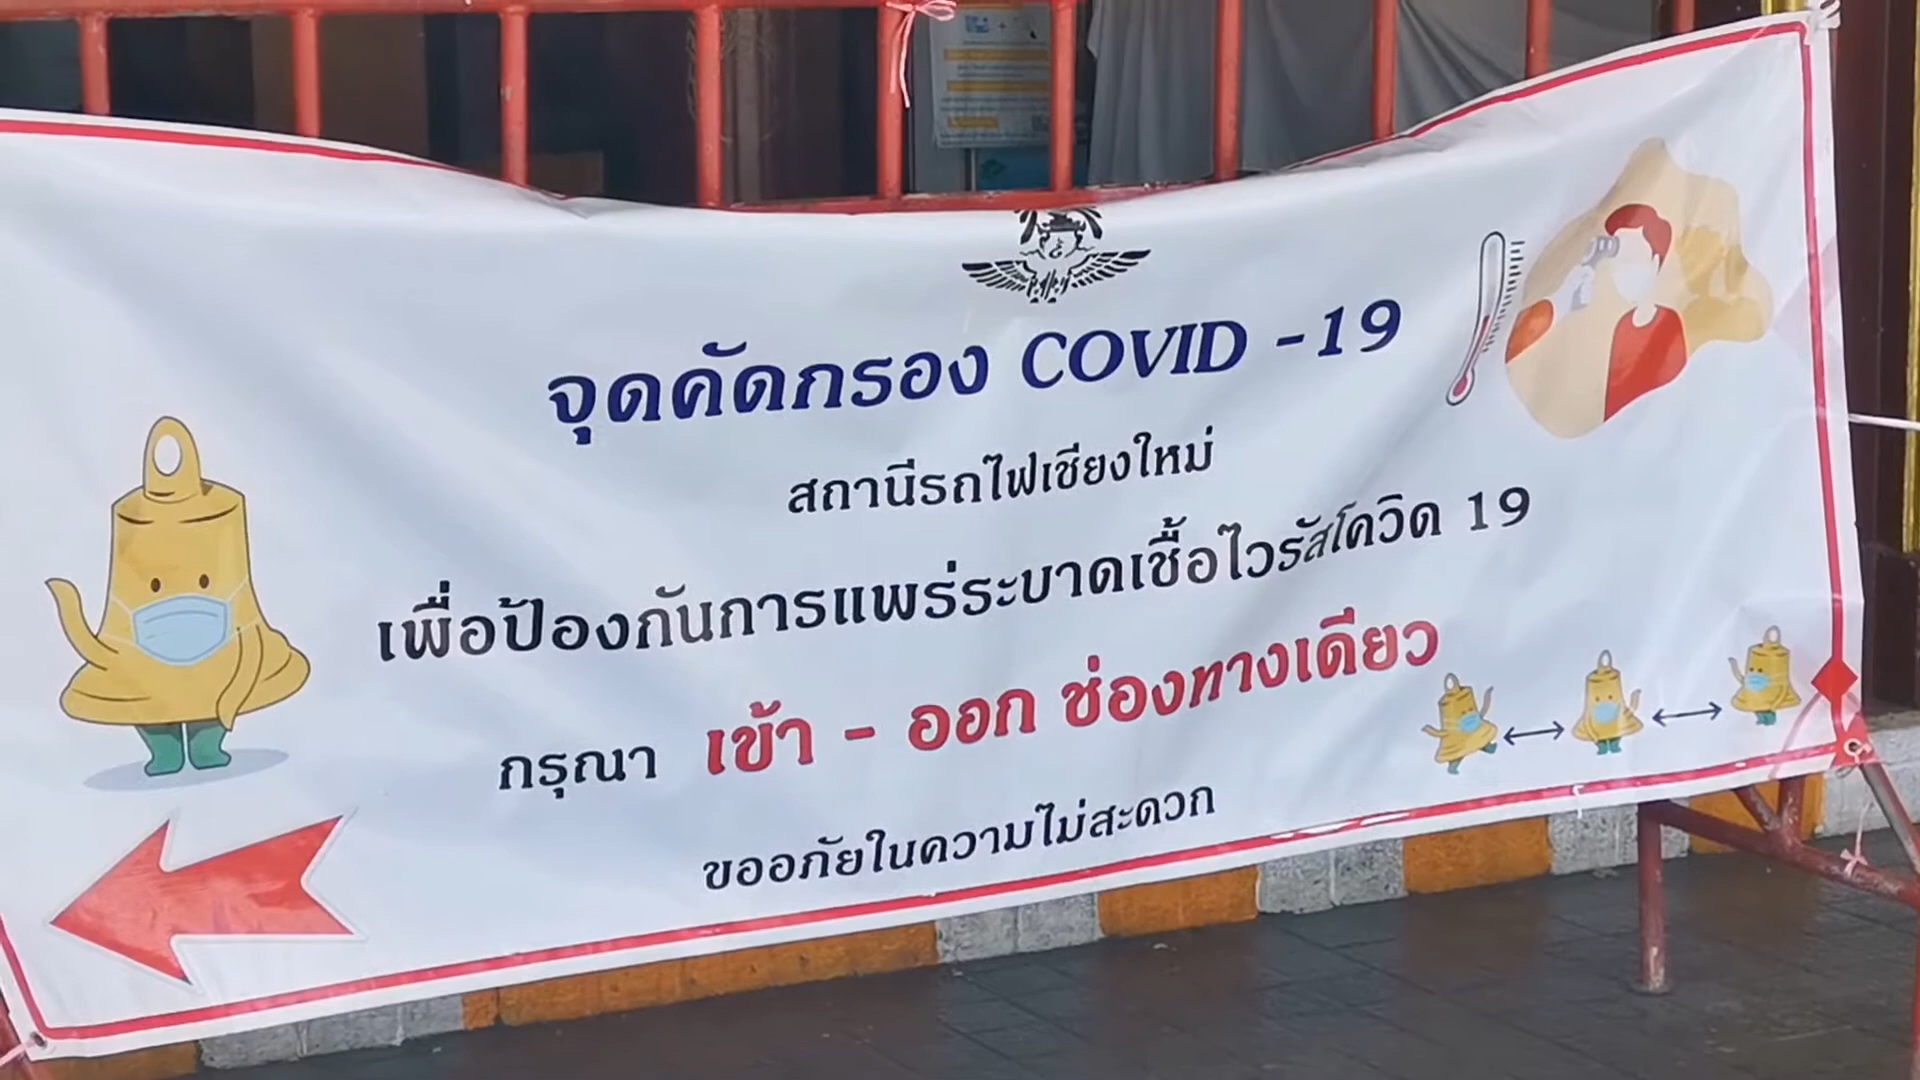 จุดคัดกรอง COVID -19
สถานีรถไฟเชียงใหม่
เพื่อป้องกันการแพร่ระบาดเชื้อไวรัสโควิด 19
กรุณา เข้า - ออก ช่องทางเดียว
ขออภัยในความไม่สะดวก